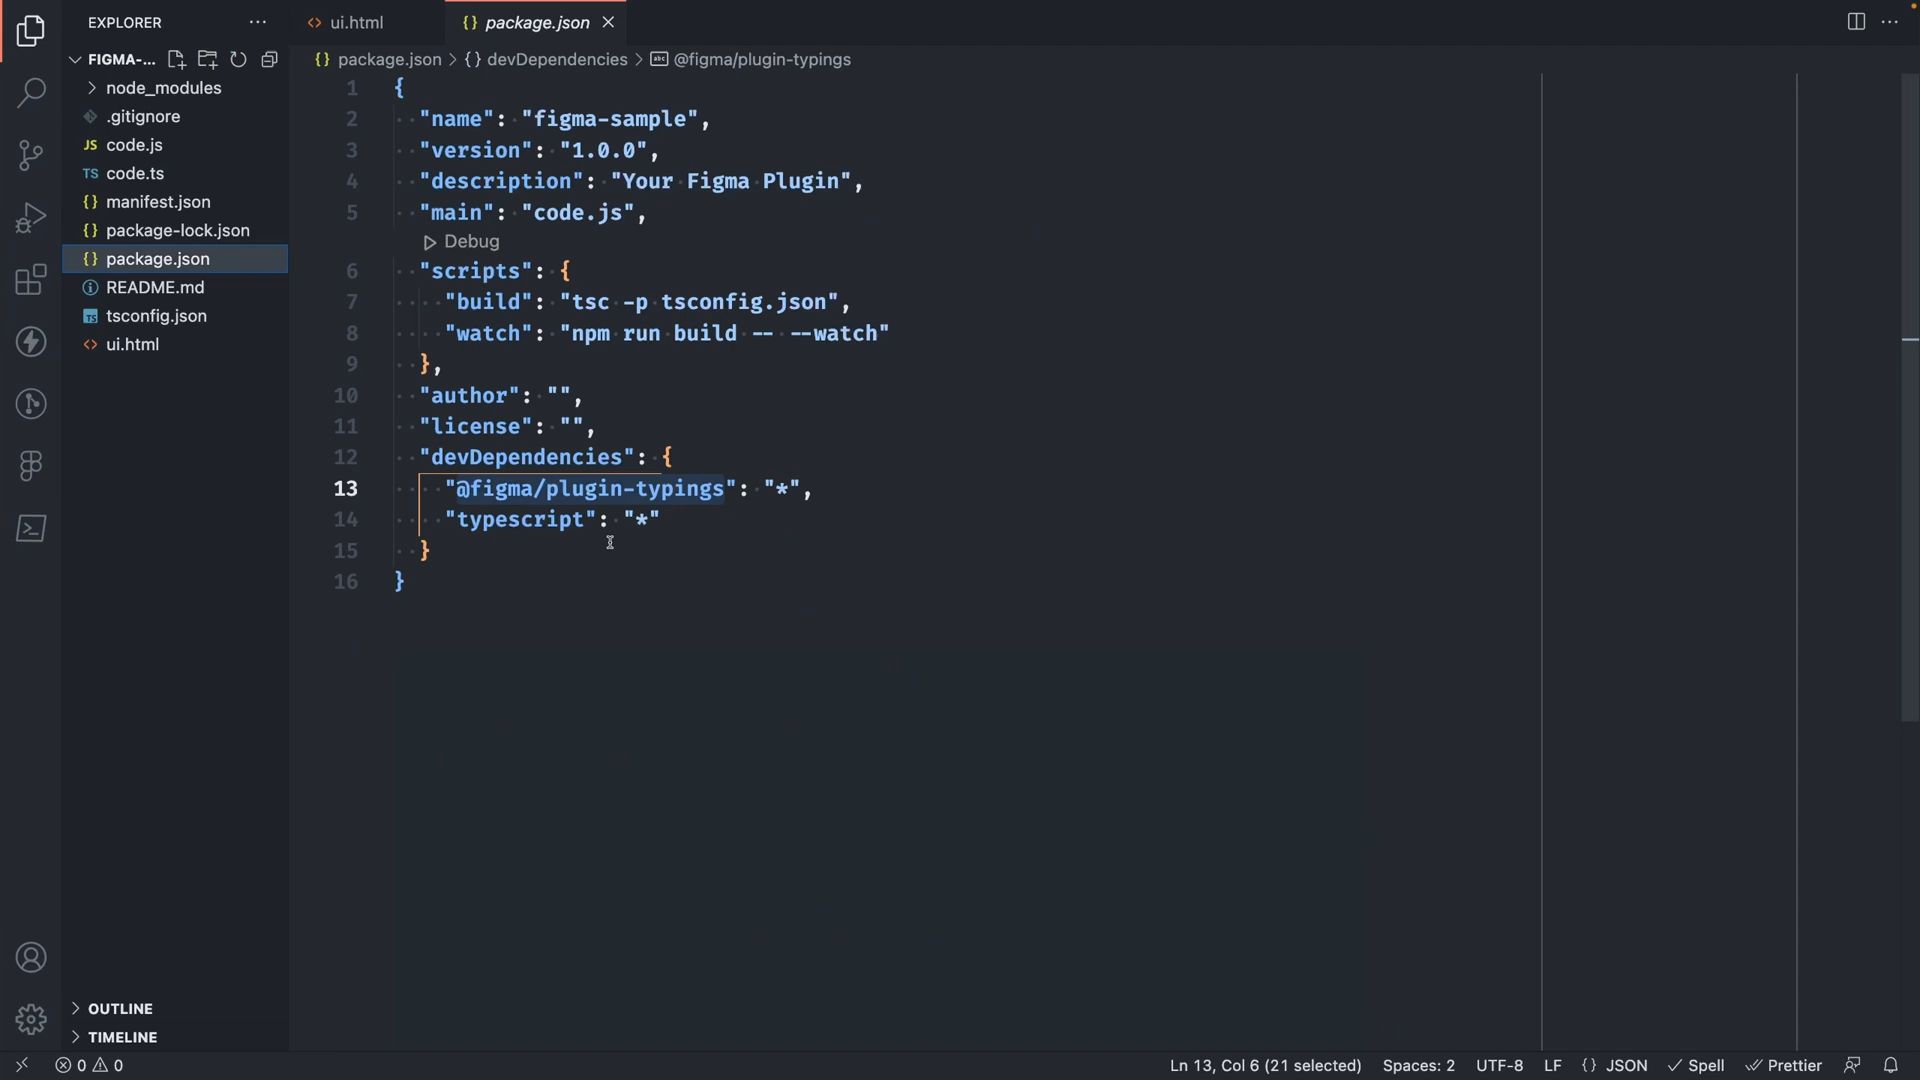 EXPLORER
FIGMA-...
node_modules
.gitignore
JS code.js
TS code.ts
{} manifest.json
{} package-lock.json
{} package.json
README.md
TS tsconfig.json
<> ui.html
OUTLINE
TIMELINE
<> ui.html
{} package.json
{} package.json > {} devDependencies > abc @figma/plugin-typings
1 {
2 "name": "figma-sample",
3 "version": "1.0.0",
4 "description": "Your Figma Plugin",
5 "main": "code.js",
Debug
6 "scripts": {
7 "build": "tsc -p tsconfig.json",
8 "watch": "npm run build -- --watch"
9 },
10 "author": "",
11 "license": "",
12 "devDependencies": {
13 "@figma/plugin-typings": "*",
14 "typescript": "*"
15 }
16 }
0 0
Ln 13, Col 6 (21 selected) Spaces: 2 UTF-8 LF {} JSON Spell Prettier